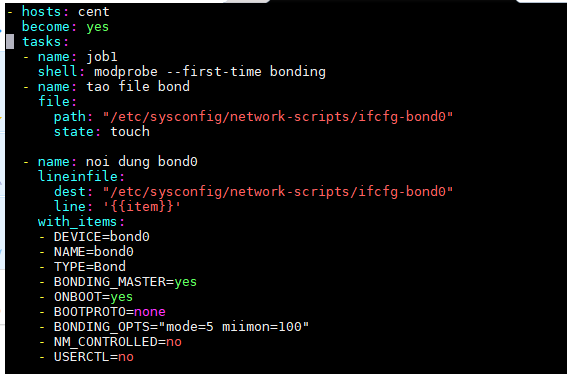 - hosts: cent
  become: yes
  tasks:
  - name: job1
    shell: modprobe --first-time bonding
  - name: tao file bond
    file:
      path: "/etc/sysconfig/network-scripts/ifcfg-bond0"
      state: touch

  - name: noi dung bond0
    lineinfile:
      dest: "/etc/sysconfig/network-scripts/ifcfg-bond0"
      line: '{{item}}'
    with_items:
    - DEVICE=bond0
    - NAME=bond0
    - TYPE=Bond
    - BONDING_MASTER=yes
    - ONBOOT=yes
    - BOOTPROTO=none
    - BONDING_OPTS="mode=5 miimon=100"
    - NM_CONTROLLED=no
    - USERCTL=no